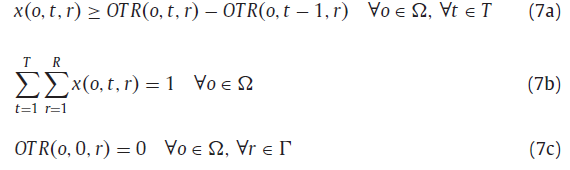 x(o, t, r) ≥ OTR(o, t, r) − OTR(o, t − 1, r) ∀o ∈ Ω, ∀t ∈ T (7a)
T R
∑∑x(o, t, r) = 1 ∀o ∈ Ω (7b)
t=1 r=1
OTR(o, 0, r) = 0 ∀o ∈ Ω, ∀r ∈ Γ (7c)